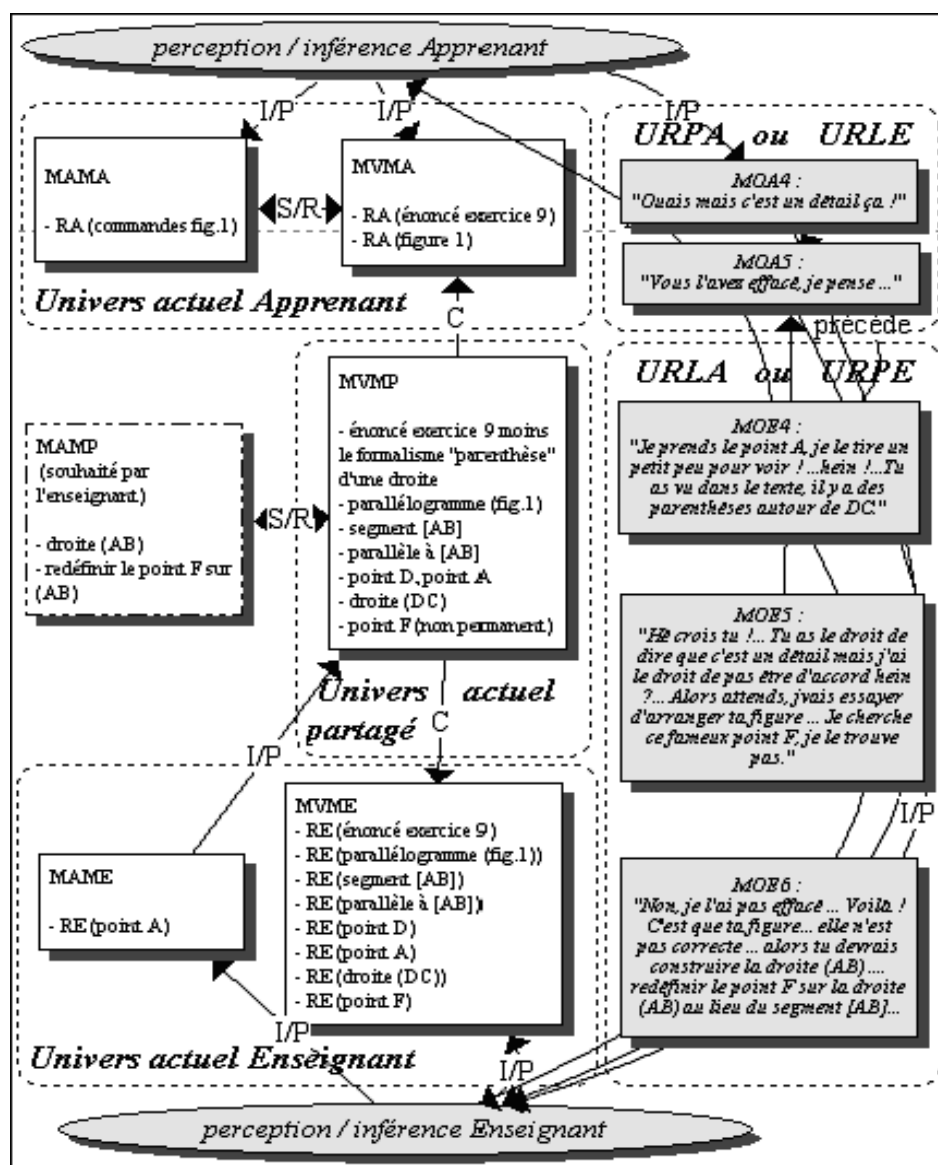 perception / inférence Apprenant
I/P
I/P
I/P
MAMA
- RA (commandes fig.1)
S/R
MVMA
- RA (énoncé exercice 9)
- RA (figure 1)
Univers actuel Apprenant
URPA ou URLE
MOA4 :
"Ouais mais c'est un détail ça !"
MOA5 :
"Vous l'avez effacé, je pense ..."
C
précède
MVMP
- énoncé exercice 9 moins
le formalisme "parenthèse"
d'une droite
- parallélogramme (fig.1)
- segment [AB]
- parallèle à [AB]
- point D, point A
- droite (DC)
- point F (non permanent)
MAMP
(souhaité par
l'enseignant)
- droite (AB)
- redéfinir le point F sur
(AB)
S/R
Univers actuel
partagé
C
URLA ou URPE
MOE4 :
"Je prends le point A, je le tire un
petit peu pour voir ! ...hein !...Tu
as vu dans le texte, il y a des
parenthèses autour de DC."
MOE5 :
"Hé crois tu !... Tu as le droit de
dire que c'est un détail mais j'ai
le droit de pas être d'accord hein
?... Alors attends, jvais essayer
d'arranger ta figure ... Je cherche
ce fameux point F, je le trouve
pas."
I/P
I/P
MAME
- RE (point A)
MVME
- RE (énoncé exercice 9)
- RE (parallélogramme (fig.1))
- RE (segment [AB])
- RE (parallèle à [AB])
- RE (point D)
- RE (point A)
- RE (droite (DC))
- RE (point F)
MOE6 :
"Non, je l'ai pas effacé ... Voilà !
C'est que ta figure... elle n'est
pas correcte ... alors tu devrais
construire la droite (AB) ....
redéfinir le point F sur la droite
(AB) au lieu du segment [AB]...
I/P
I/P
Univers actuel Enseignant
perception / inférence Enseignant